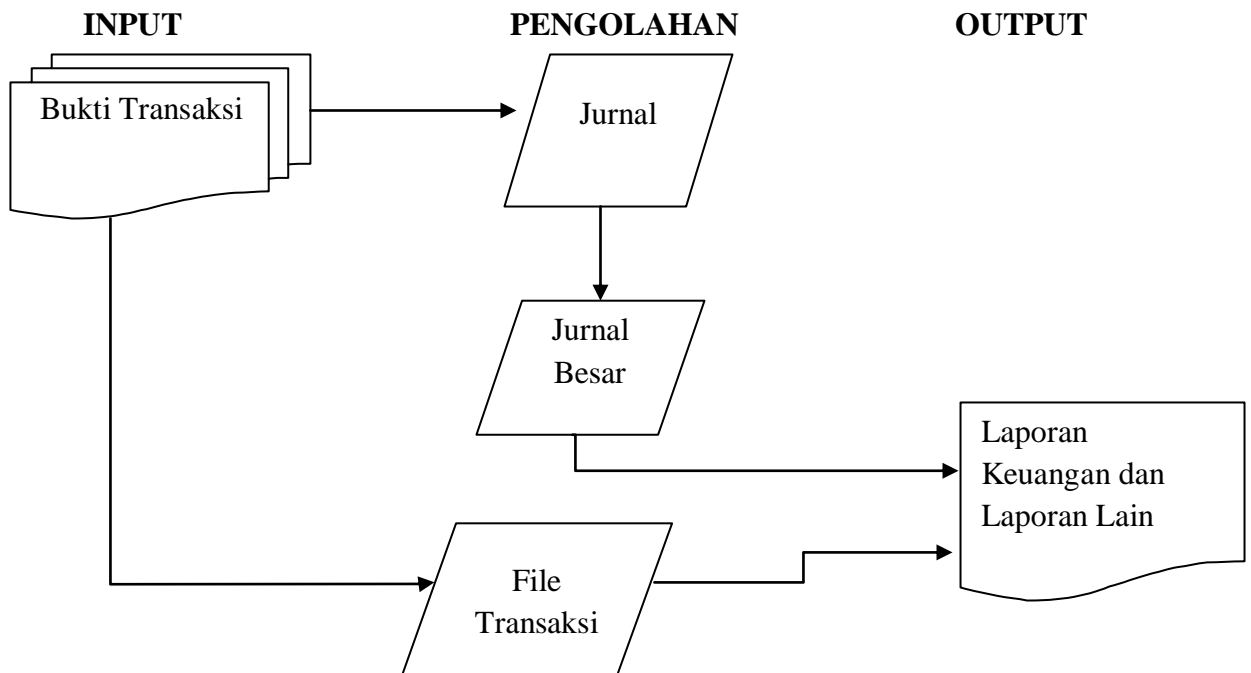 INPUT PENGOLAHAN OUTPUT
Bukti Transaksi
Jurnal
Jurnal
Besar
Laporan
Keuangan dan
Laporan Lain
File
Transaksi